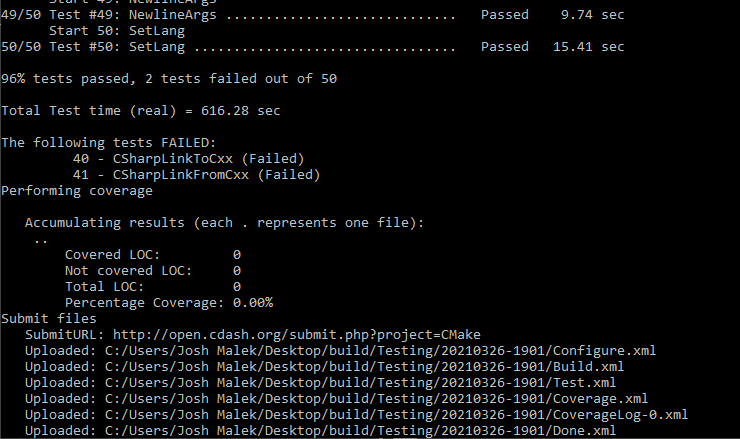 Start 49: NewlineArgs
49/50 Test #49: NewlineArgs .............................   Passed    9.74 sec
      Start 50: SetLang
50/50 Test #50: SetLang .................................   Passed   15.41 sec
96% tests passed, 2 tests failed out of 50
Total Test time (real) = 616.28 sec
The following tests FAILED:
         40 - CSharpLinkToCxx (Failed)
         41 - CSharpLinkFromCxx (Failed)
Performing coverage
   Accumulating results (each . represents one file):
    ..
        Covered LOC:         0
        Not covered LOC:     0
        Total LOC:           0
        Percentage Coverage: 0.00%
Submit files
   SubmitURL: http://open.cdash.org/submit.php?project=CMake
   Uploaded: C:/Users/Josh Malek/Desktop/build/Testing/20210326-1901/Configure.xml
   Uploaded: C:/Users/Josh Malek/Desktop/build/Testing/20210326-1901/Build.xml
   Uploaded: C:/Users/Josh Malek/Desktop/build/Testing/20210326-1901/Test.xml
   Uploaded: C:/Users/Josh Malek/Desktop/build/Testing/20210326-1901/Coverage.xml
   Uploaded: C:/Users/Josh Malek/Desktop/build/Testing/20210326-1901/CoverageLog-0.xml
   Uploaded: C:/Users/Josh Malek/Desktop/build/Testing/20210326-1901/Done.xml